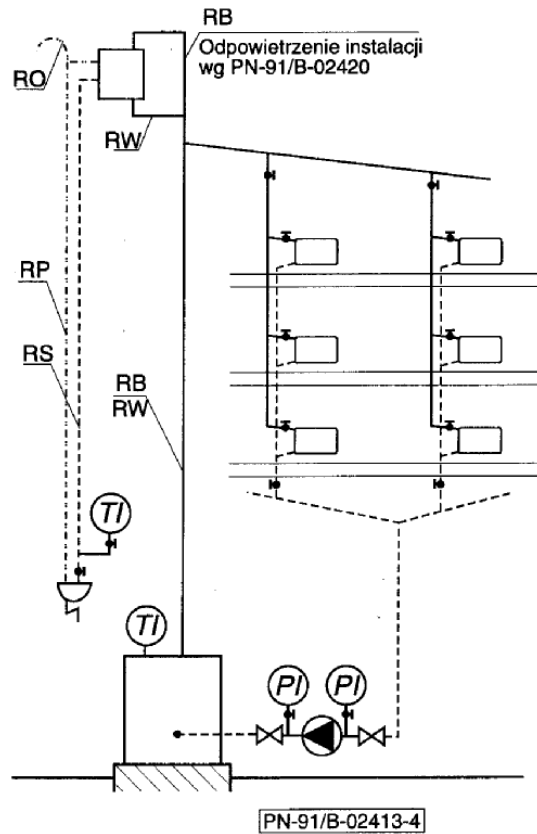 RB
Odpowietrzenie instalacji
wg PN-91/B-02420
RO
RW
RP
RS
RB
RW
TI
TI
PI
PI
PN-91/B-02413-4